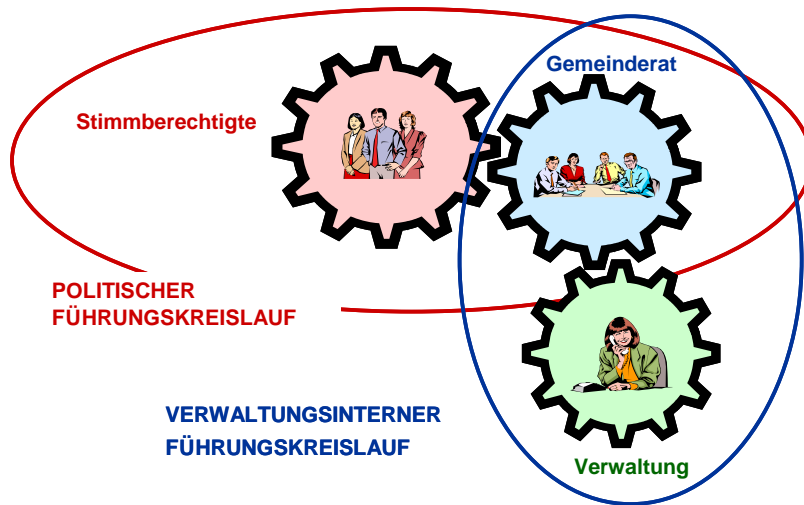 Gemeinderat
Stimmberechtigte
POLITISCHER
FÜHRUNGSKREISLAUF
VERWALTUNGSINTERNER
FÜHRUNGSKREISLAUF
Verwaltung